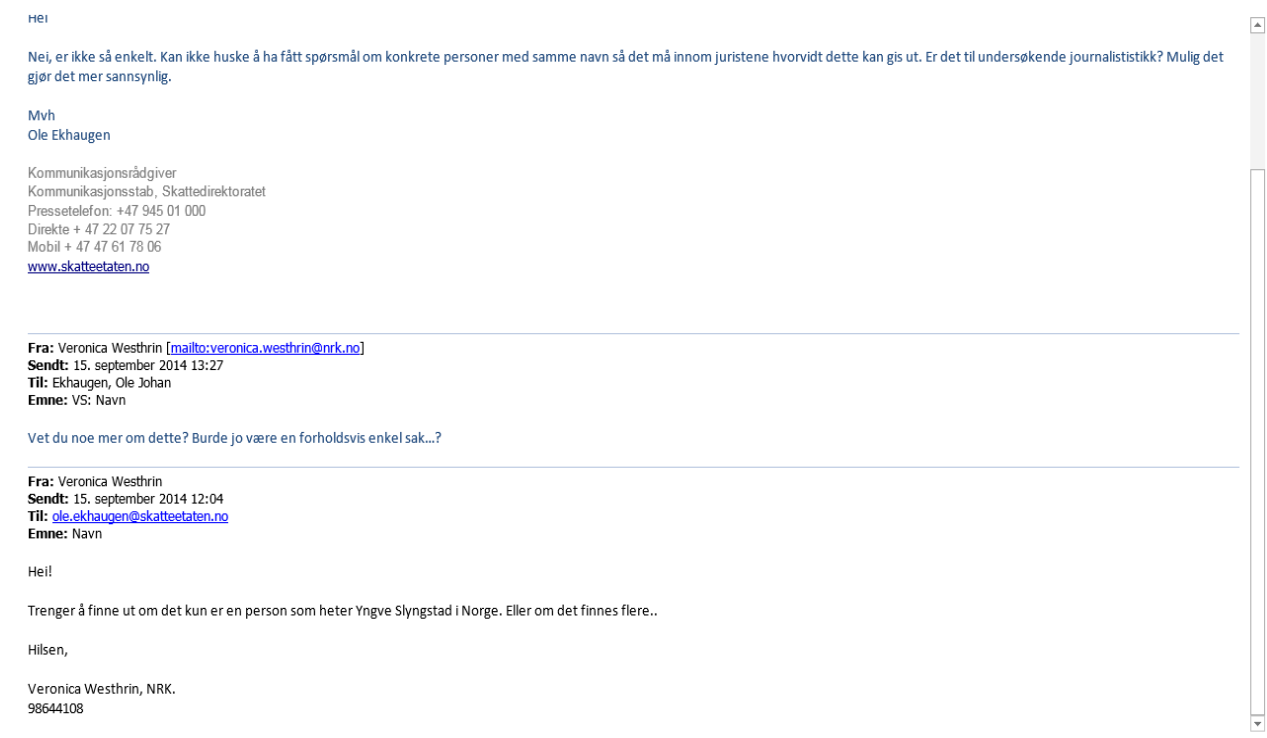 Hei
Nei, er ikke så enkelt. Kan ikke huske å ha fått spørsmål om konkrete personer med samme navn så det må innom juristene hvorvidt dette kan gis ut. Er det til undersøkende journalististikk? Mulig det
gjør det mer sannsynlig.
Mvh
Ole Ekhaugen
Kommunikasjonsrådgiver
Kommunikasjonsstab, Skattedirektoratet
Pressetelefon: +47 945 01 000
Direkte + 47 22 07 75 27
Mobil + 47 47 61 78 06
www.skatteetaten.no
Fra: Veronica Westhrin [mailto:veronica.westhrin@nrk.no]
Sendt: 15. september 2014 13:27
Til: Ekhaugen, Ole Johan
Emne: VS: Navn
Vet du noe mer om dette? Burde jo være en forholdsvis enkel sak...?
Fra: Veronica Westhrin
Sendt: 15. september 2014 12:04
Til: ole.ekhaugen@skatteetaten.no
Emne: Navn
Hei!
Trenger å finne ut om det kun er en person som heter Yngve Slyngstad i Norge. Eller om det finnes flere..
Hilsen,
Veronica Westhrin, NRK.
98644108